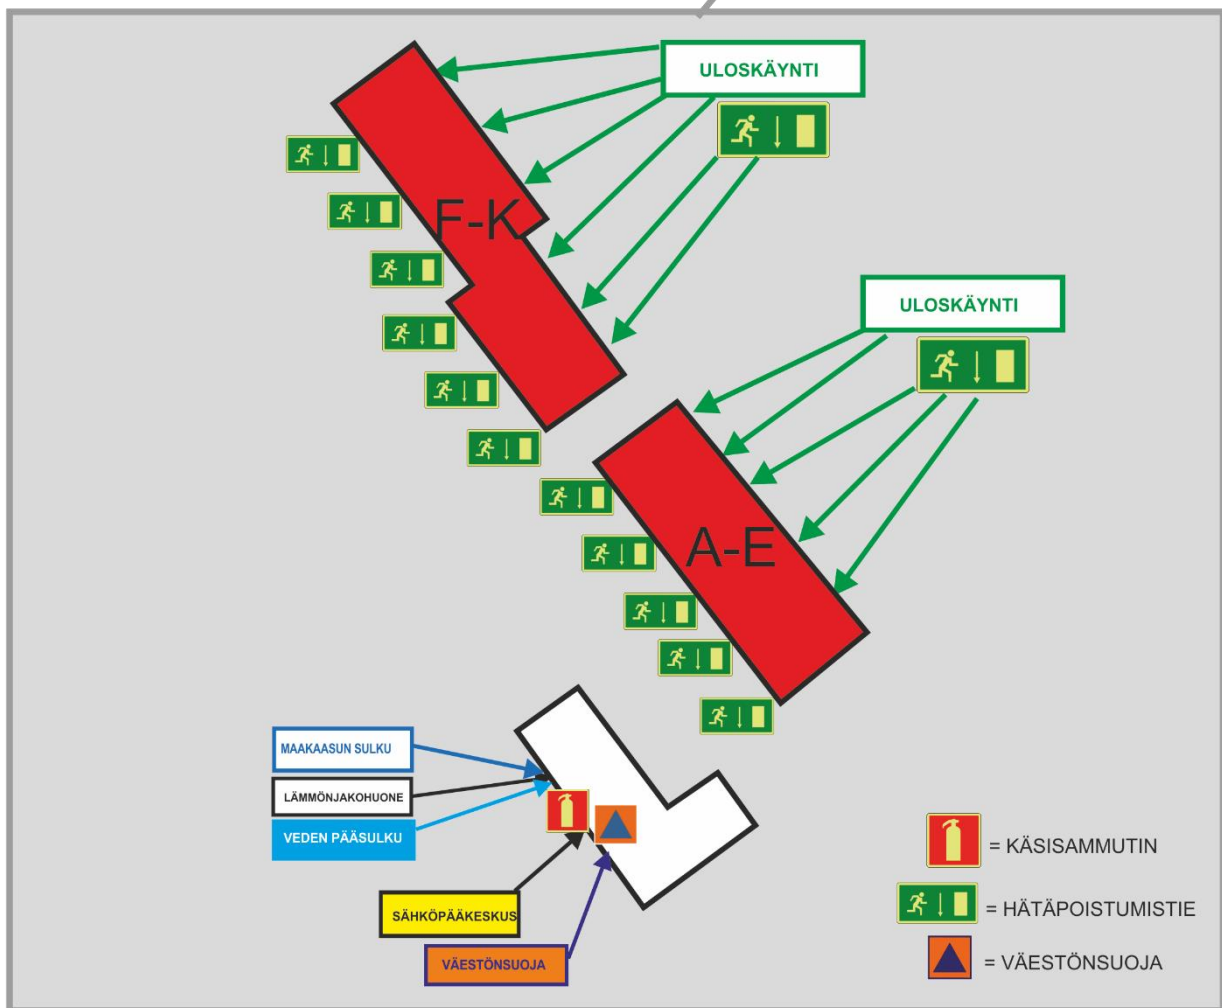 ULOSKÄYNTI
F-K
ULOSKÄYNTI
A-E
MAAKAASUN SULKU
LÄMMÖNJAKOHUONE
VEDEN PÄÄSULKU
SÄHKÖPÄÄKESKUS
VÄESTÖNSUOJA
= KÄSISAMMUTIN
= HÄTÄPOISTUMISTIE
= VÄESTÖNSUOJA